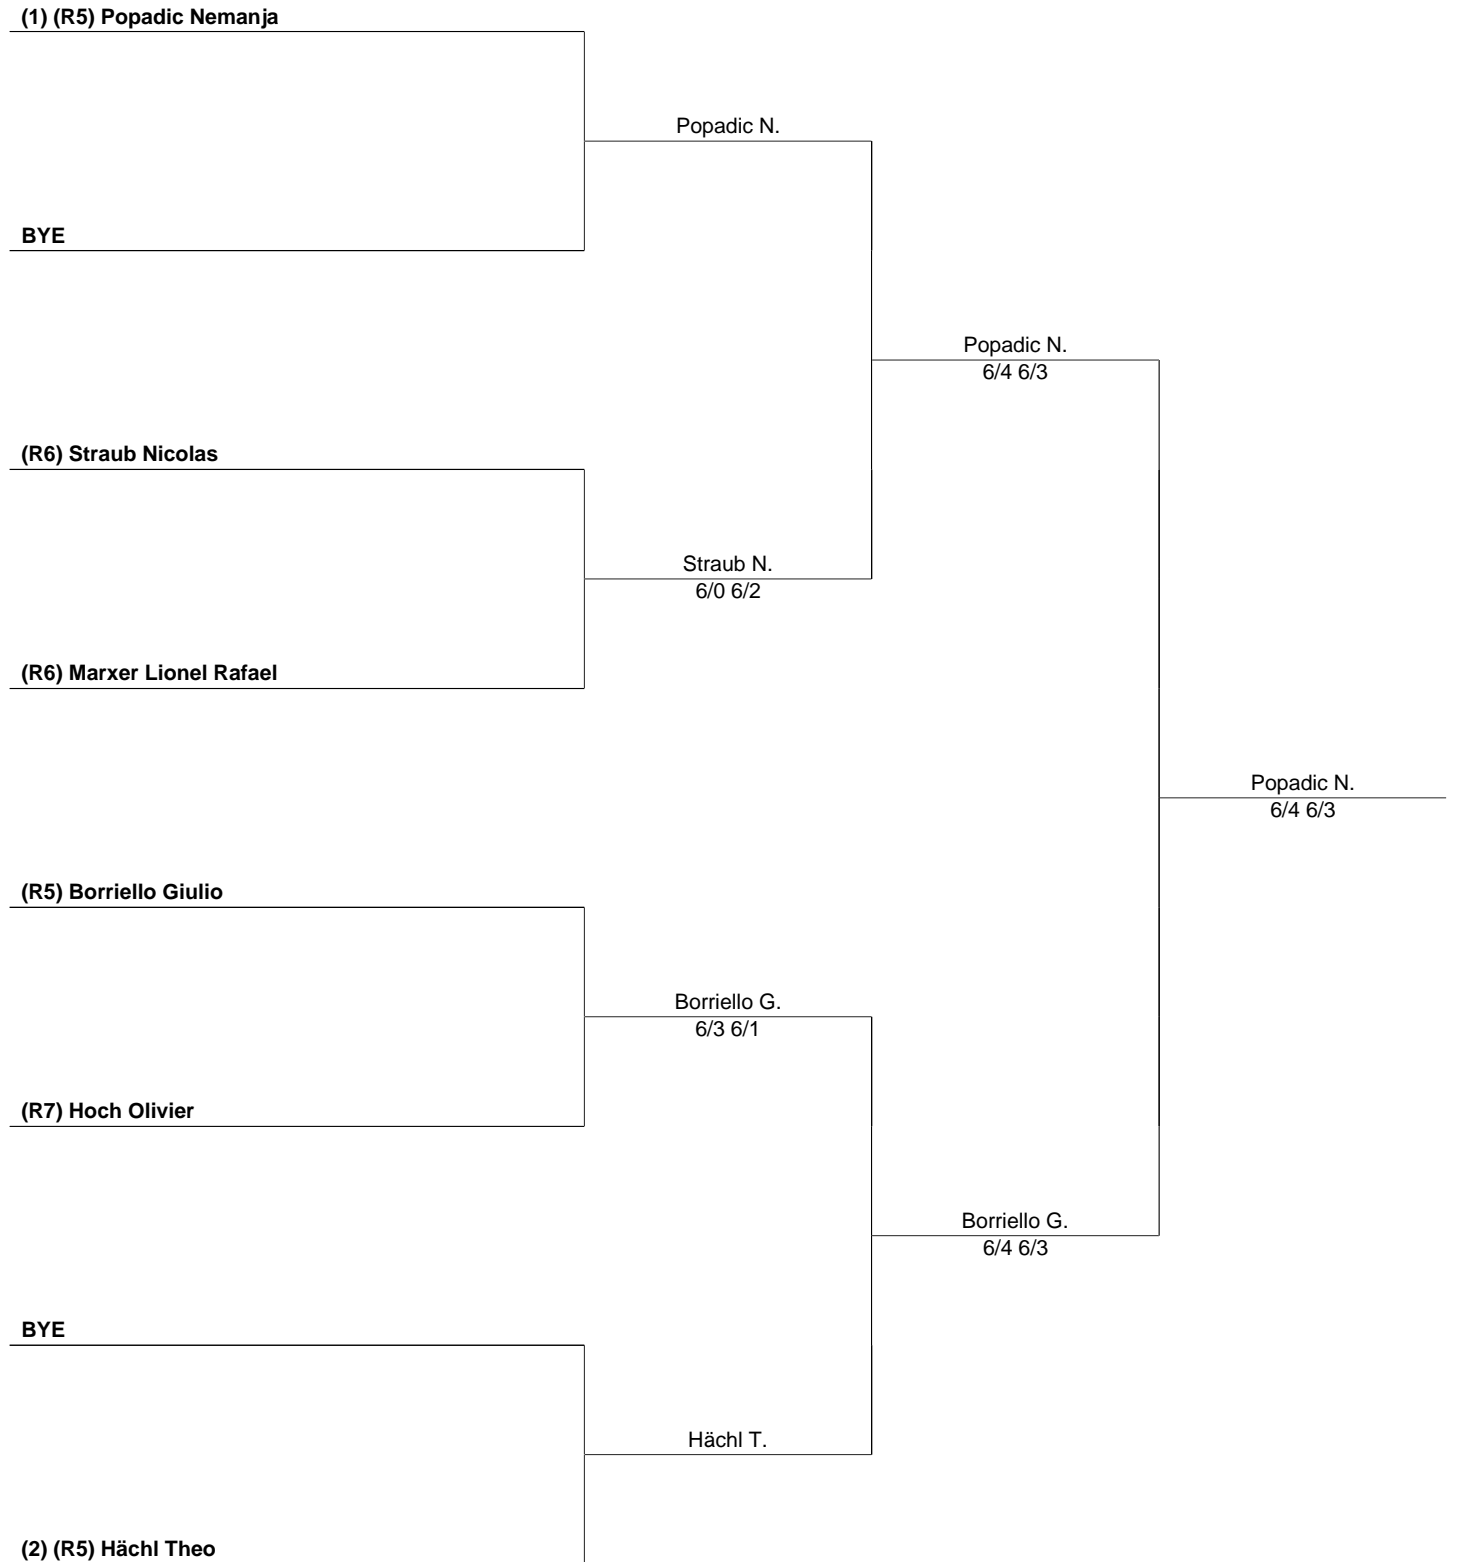 (1) (R5) Popadic Nemanja
Popadic N.
BYE
Popadic N.
6/4 6/3
(R6) Straub Nicolas
Straub N.
6/0 6/2
(R6) Marxer Lionel Rafael
Popadic N.
6/4 6/3
(R5) Borriello Giulio
Borriello G.
6/3 6/1
(R7) Hoch Olivier
Borriello G.
6/4 6/3
BYE
Hächl T.
(2) (R5) Hächl Theo